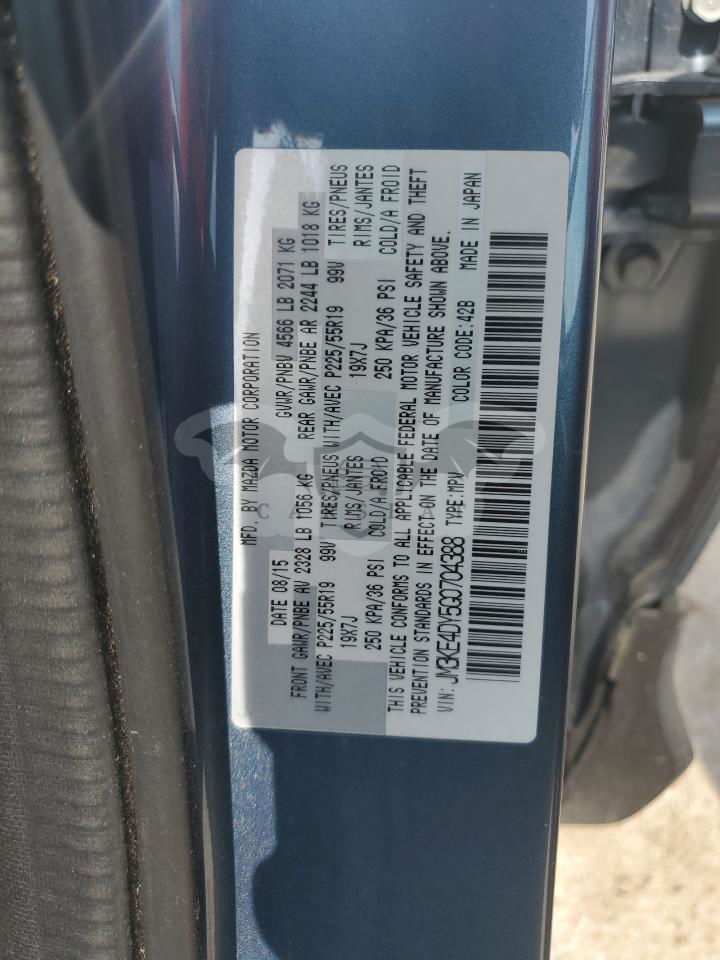 MFD. BY MAZDA MOTOR CORPORATION
DATE 08/15 GVWR/PNBV 4566 LB 2071 KG
FRONT GAWR/PNBE AV 2328 LB 1056 KG REAR GAWR/PNBE AR 2244 LB 1018 KG
WITH/AVEC P225/55R19 99V TIRES/PNEUS WITH/AVEC P225/55R19 99V TIRES/PNEUS
19X7J RIMS/JANTES 19X7J RIMS/JANTES
250 KPA/36 PSI COLD/A FROID 250 KPA/36 PSI COLD/A FROID
THIS VEHICLE CONFORMS TO ALL APPLICABLE FEDERAL MOTOR VEHICLE SAFETY AND THEFT
PREVENTION STANDARDS IN EFFECT ON THE DATE OF MANUFACTURE SHOWN ABOVE.
VIN: JM3KE4DY5G0704388 TYPE:MPV COLOR CODE:42B MADE IN JAPAN